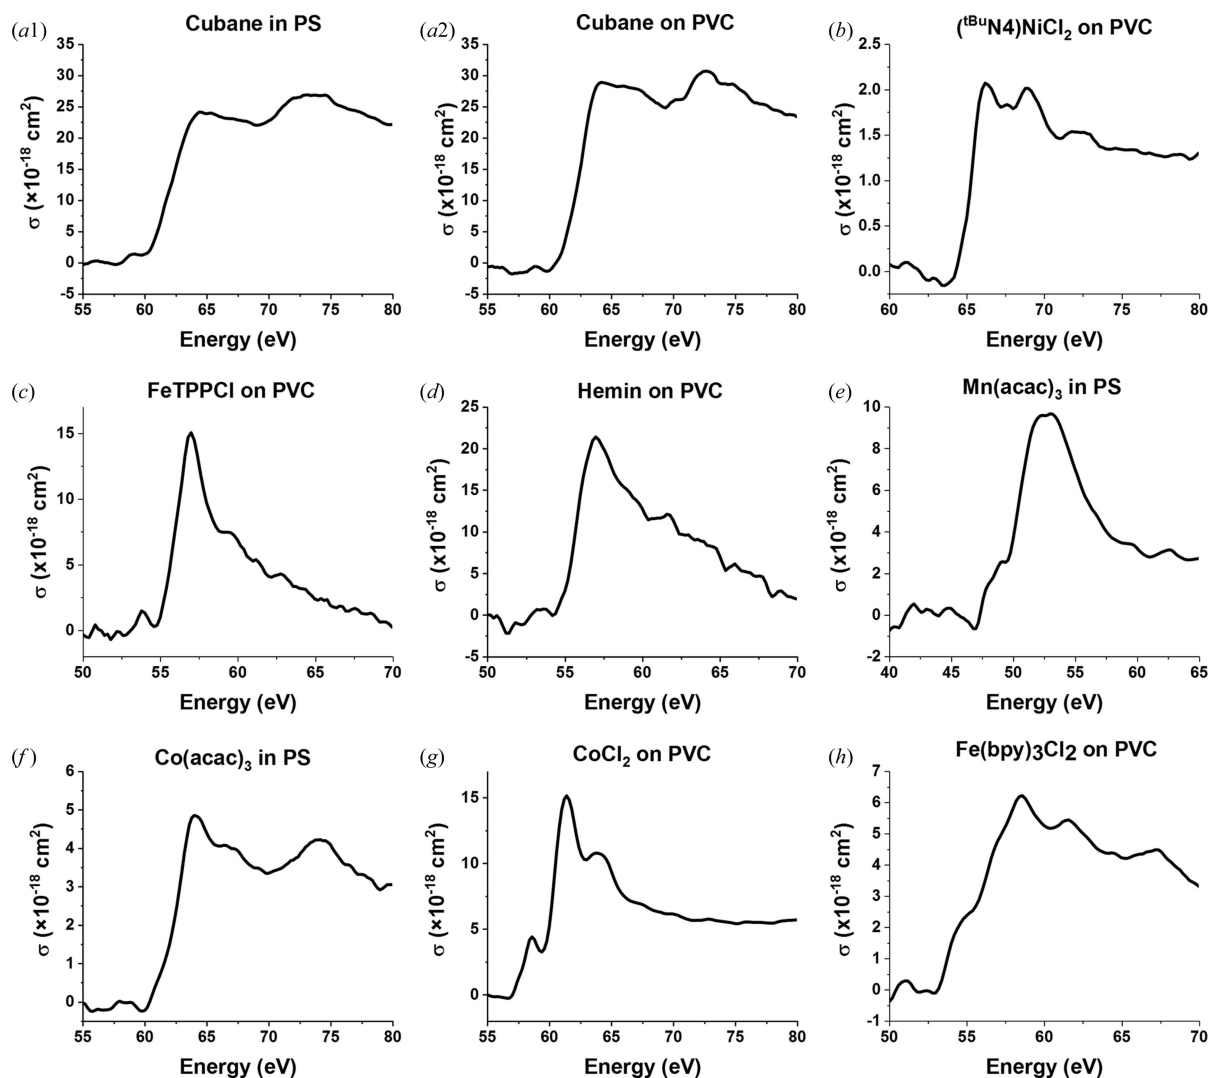 (a1) Cubane in PS
σ (×10⁻¹⁸ cm²)
35
30
25
20
15
10
5
0
-5
55 60 65 70 75 80
Energy (eV)
(a2) Cubane on PVC
σ (x10⁻¹⁸ cm²)
35
30
25
20
15
10
5
0
-5
55 60 65 70 75 80
Energy (eV)
(b) (ᵗᴮᵘN4)NiCl₂ on PVC
σ (x10⁻¹⁸ cm²)
2.5
2.0
1.5
1.0
0.5
0.0
60 65 70 75 80
Energy (eV)
(c) FeTPPCl on PVC
σ (x10⁻¹⁸ cm²)
15
10
5
0
50 55 60 65 70
Energy (eV)
(d) Hemin on PVC
σ (x10⁻¹⁸ cm²)
25
20
15
10
5
0
-5
50 55 60 65 70
Energy (eV)
(e) Mn(acac)₃ in PS
σ (x10⁻¹⁸ cm²)
10
8
6
4
2
0
-2
40 45 50 55 60 65
Energy (eV)
(f) Co(acac)₃ in PS
σ (×10⁻¹⁸ cm²)
6
5
4
3
2
1
0
55 60 65 70 75 80
Energy (eV)
(g) CoCl₂ on PVC
σ (×10⁻¹⁸ cm²)
15
10
5
0
55 60 65 70 75 80
Energy (eV)
(h) Fe(bpy)3Cl2 on PVC
σ (x10⁻¹⁸ cm²)
7
6
5
4
3
2
1
0
-1
50 55 60 65 70
Energy (eV)